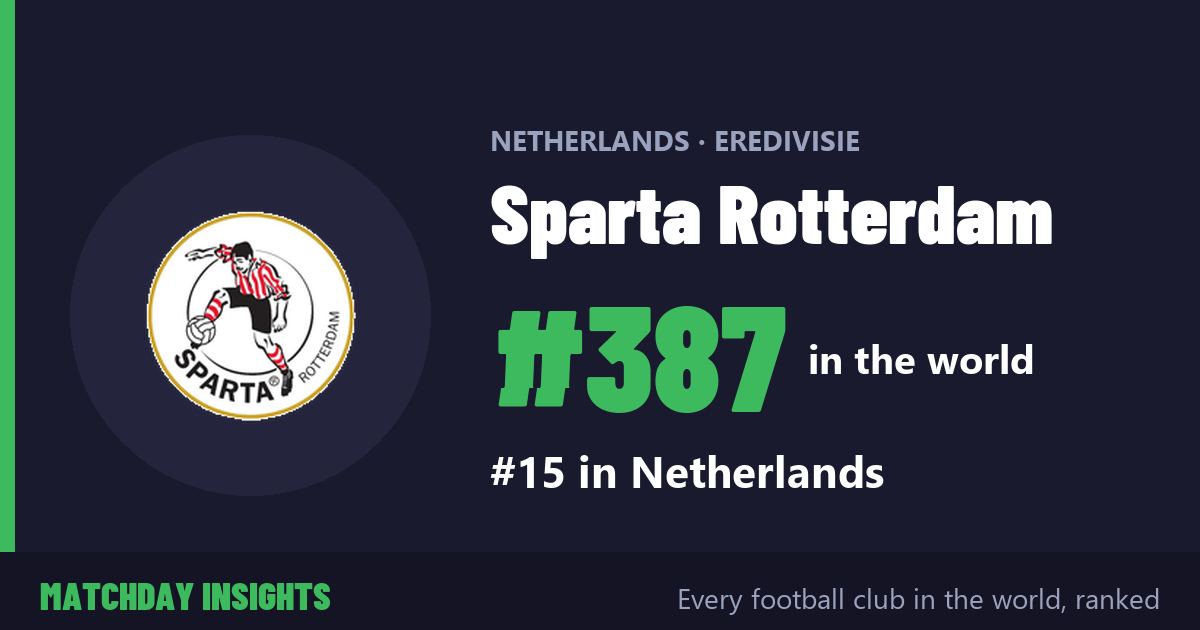 NETHERLANDS · EREDIVISIE
Sparta Rotterdam
#387 in the world
#15 in Netherlands
SPARTA® ROTTERDAM
MATCHDAY INSIGHTS
Every football club in the world, ranked